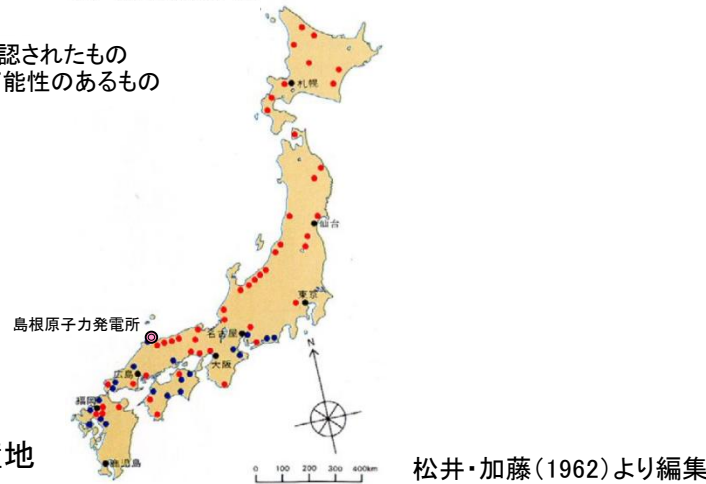 認されたもの
能性のあるもの
札幌
仙台
東京
島根原子力発電所
名古屋
大阪
広島
福岡
鹿児島
N
0 100 200 300 400km
地
松井・加藤(1962)より編集